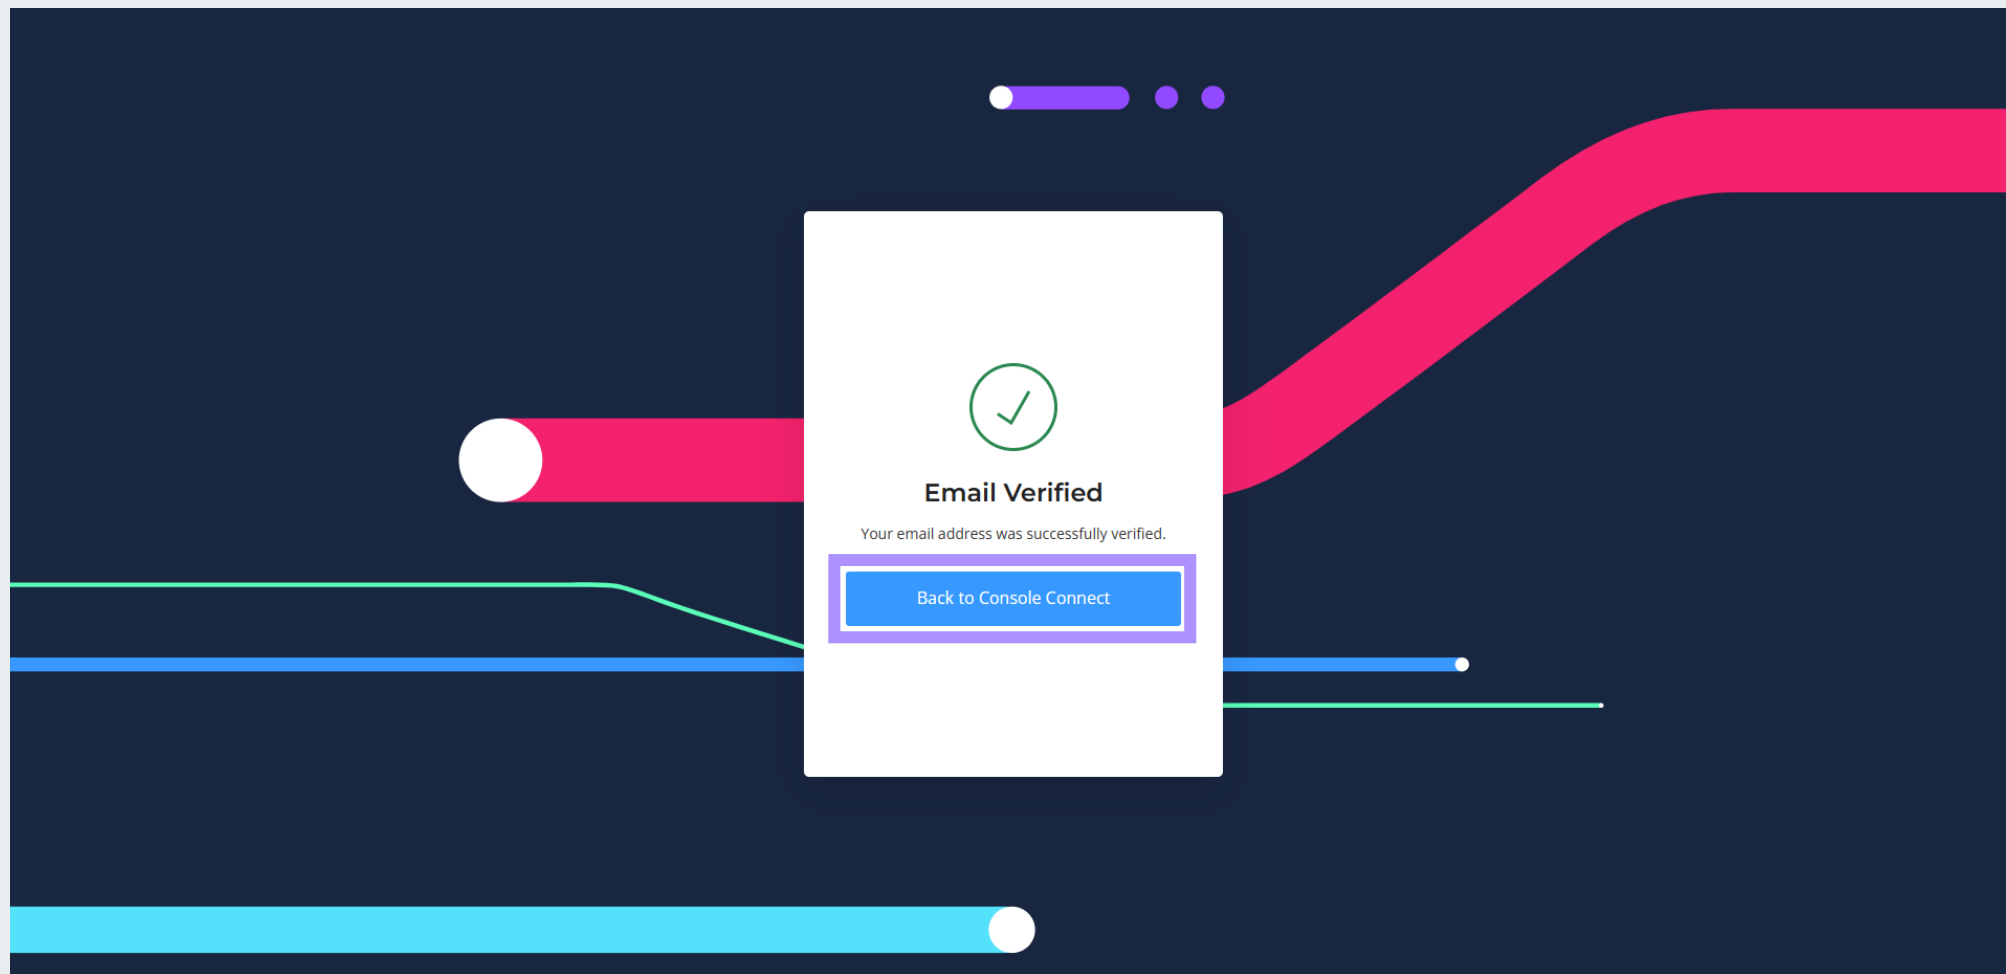 Email Verified
Your email address was successfully verified.
Back to Console Connect